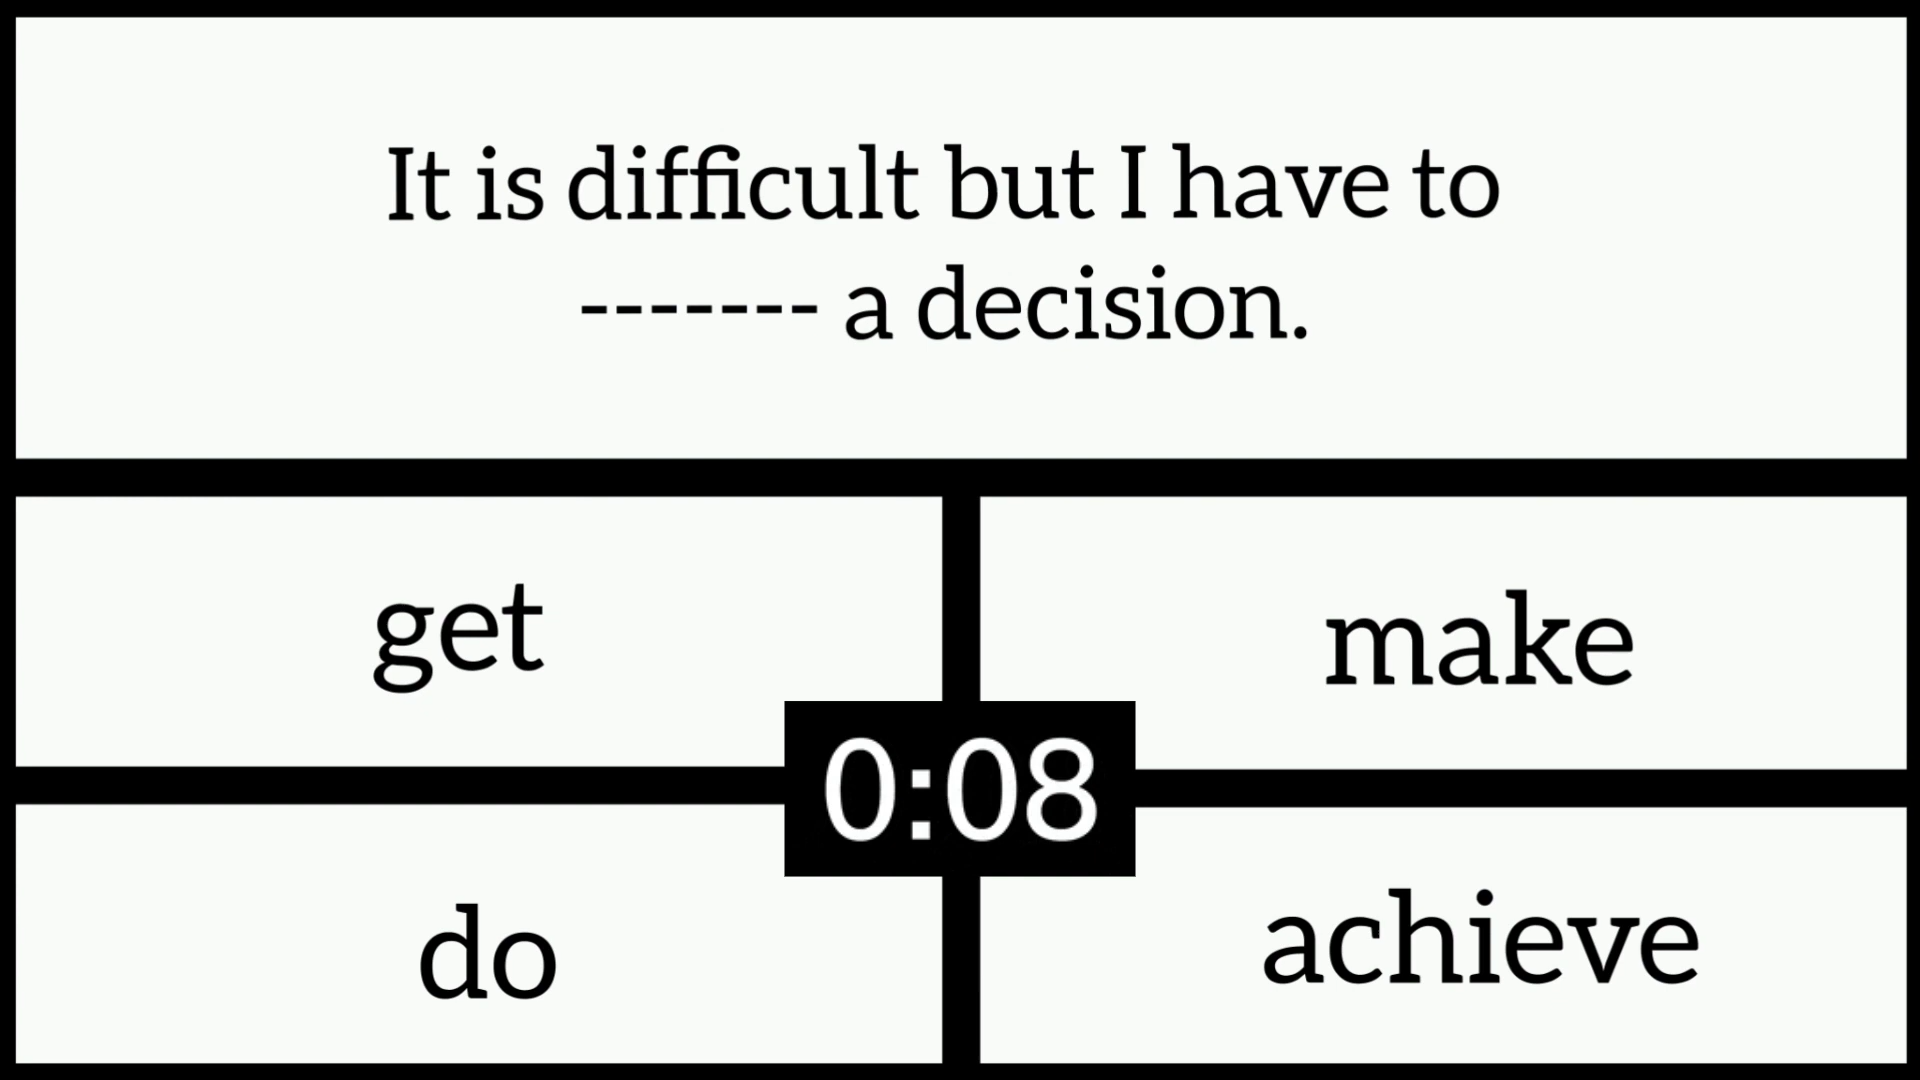 It is difficult but I have to
------- a decision.
get
make
0:08
do
achieve